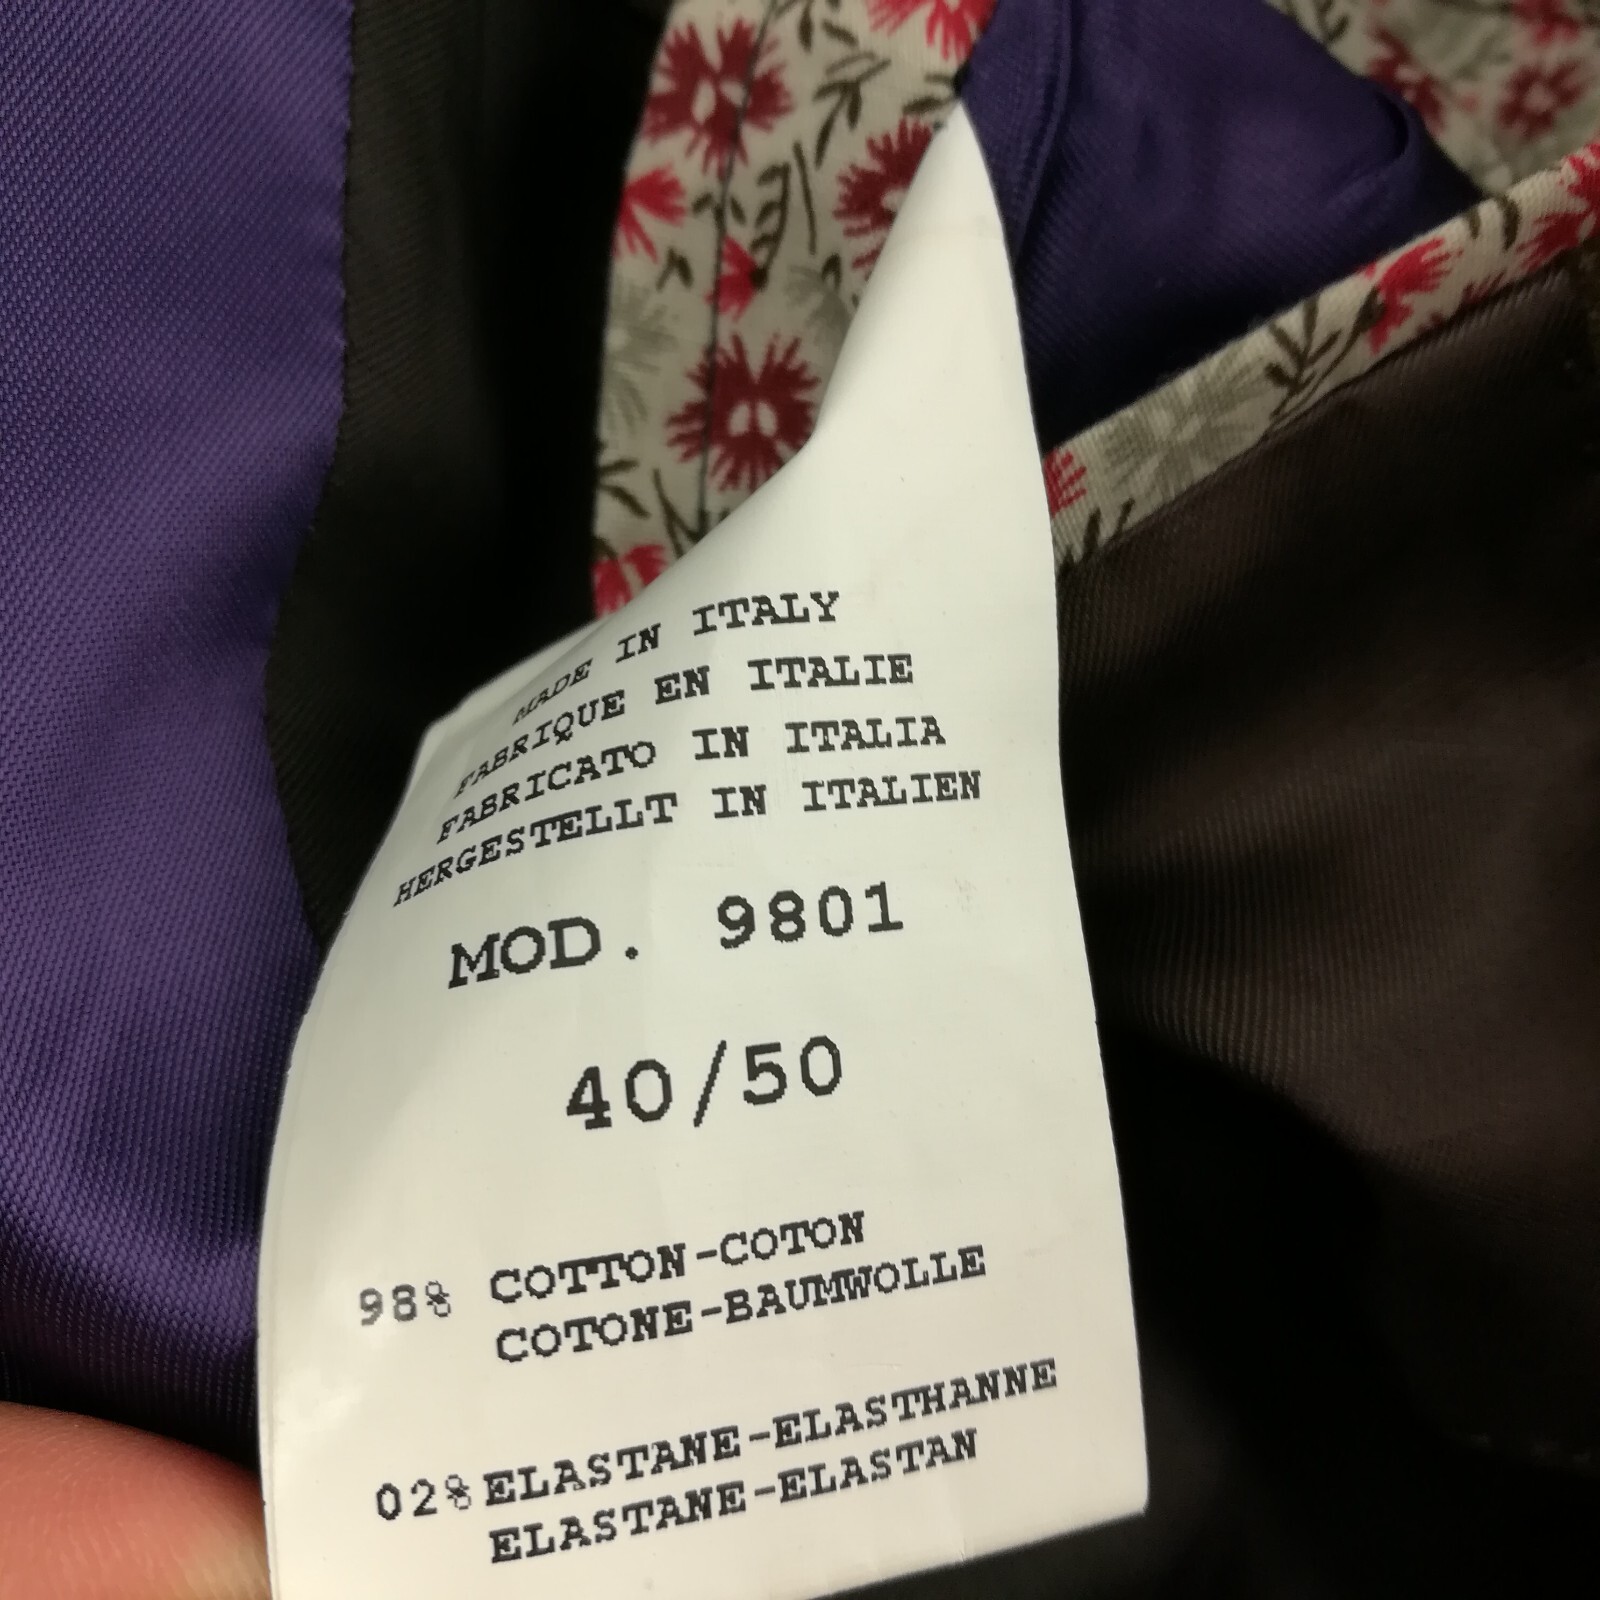 MADE IN ITALY
FABRIQUE EN ITALIE
FABRICATO IN ITALIA
HERGESTELLT IN ITALIEN
MOD. 9801
40/50
98% COTTON-COTON
COTONE-BAUMWOLLE
02% ELASTANE-ELASTHANNE
ELASTANE-ELASTAN